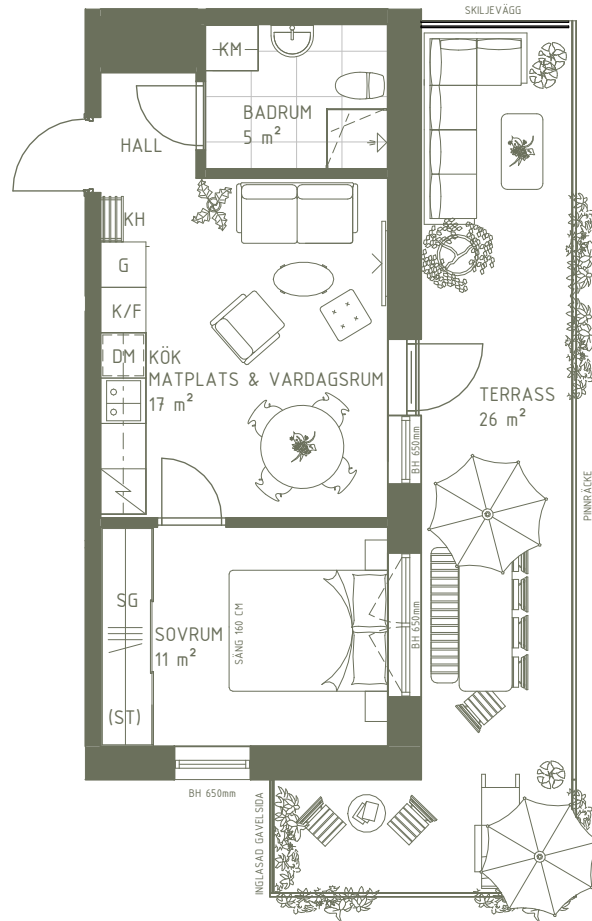 SKILJEVÄGG
KM
BADRUM
5 m²
HALL
KH
G
K/F
DM
KÖK
MATPLATS & VARDAGSRUM
17 m²
TERRASS
26 m²
BH 650mm
PINNRÄCKE
SG
SOVRUM
11 m²
SÄNG 160 CM
BH 650mm
(ST)
BH 650mm
INGLASAD GAVELSIDA